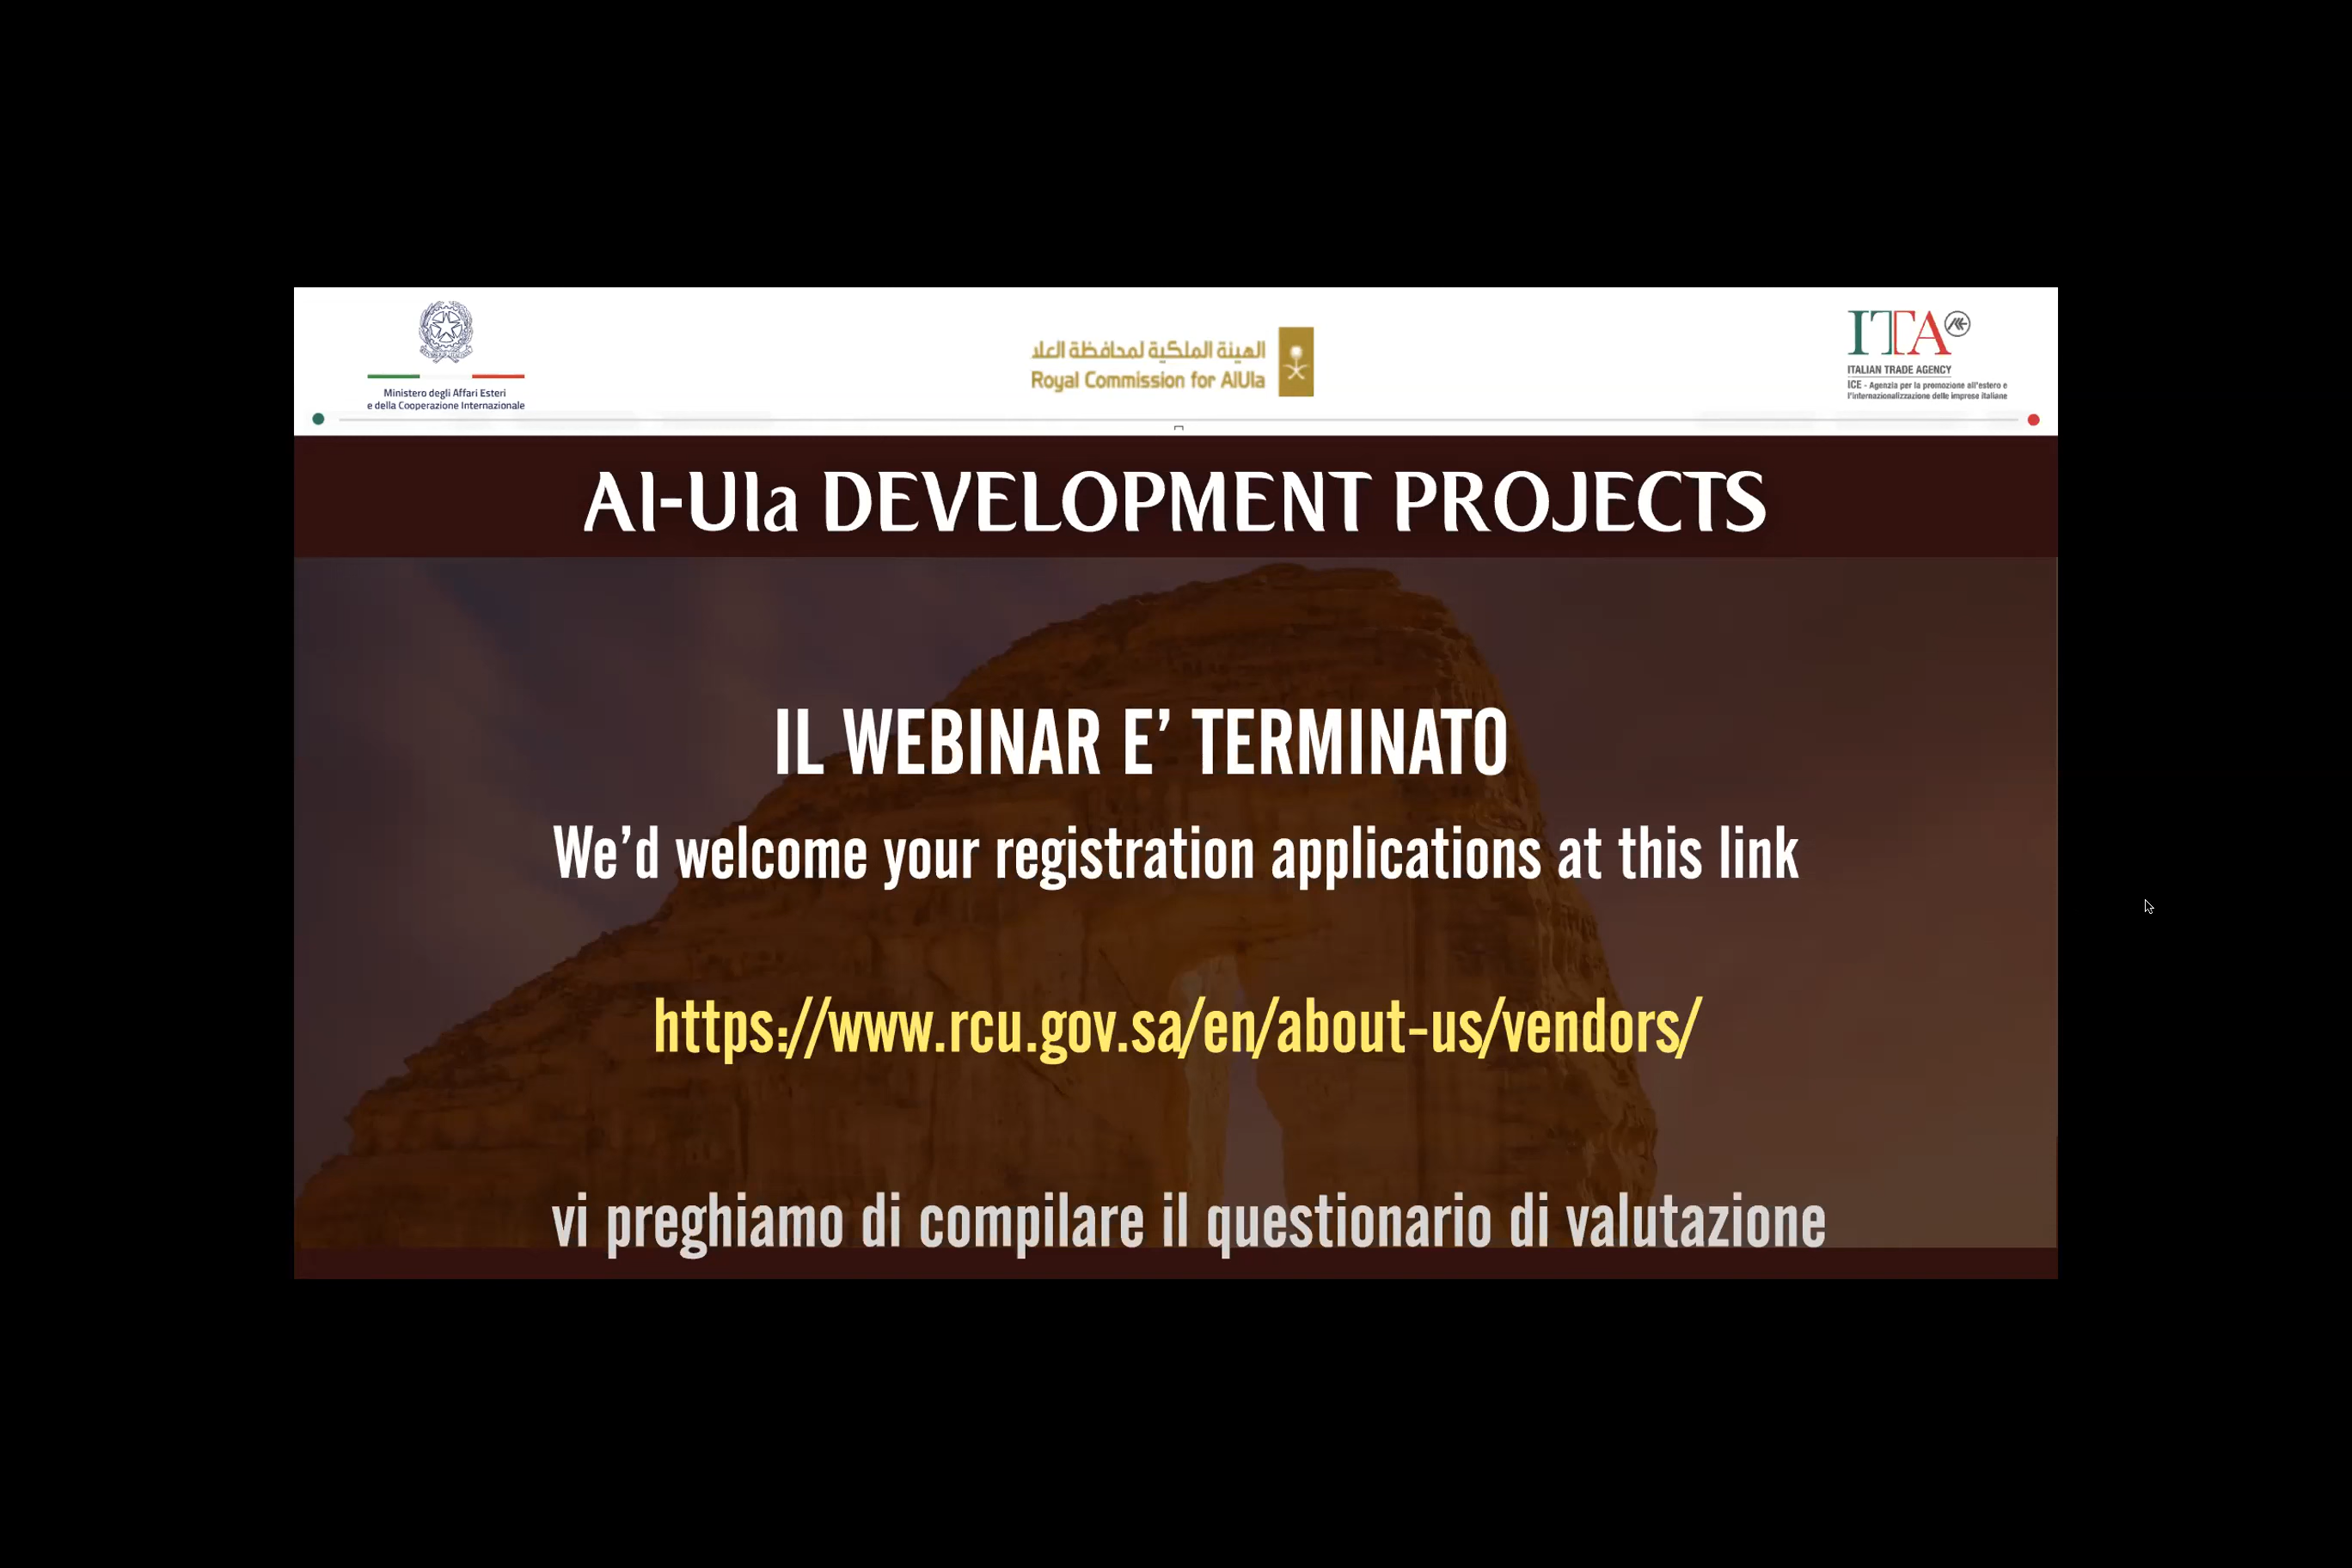 Ministero degli Affari Esteri
e della Cooperazione Internazionale
الهيئة الملكية لمحافظة العلا
Royal Commission for AlUla
ITA
ITALIAN TRADE AGENCY
ICE - Agenzia per la promozione all'estero e
l'internazionalizzazione delle imprese italiane
Al-Ula DEVELOPMENT PROJECTS
IL WEBINAR E’ TERMINATO
We’d welcome your registration applications at this link
https://www.rcu.gov.sa/en/about-us/vendors/
vi preghiamo di compilare il questionario di valutazione